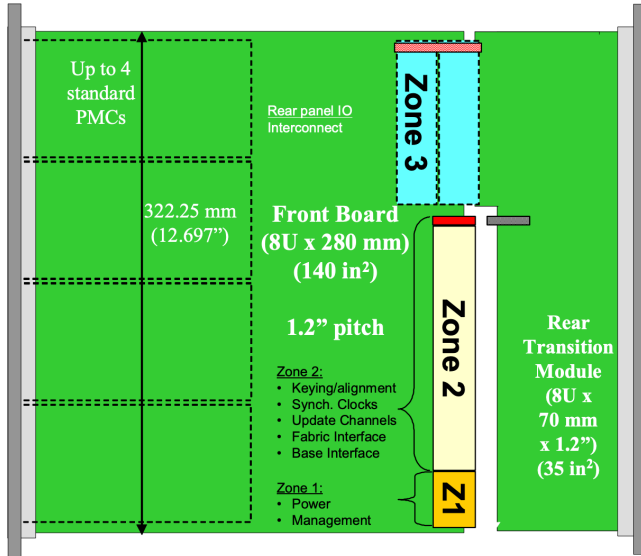 Up to 4
standard
PMCs
322.25 mm
(12.697”)
Rear panel IO
Interconnect
Zone 3
Front Board
(8U x 280 mm)
(140 in²)
1.2” pitch
Zone 2:
• Keying/alignment
• Synch. Clocks
• Update Channels
• Fabric Interface
• Base Interface
Zone 1:
• Power
• Management
Zone 2
Z1
Rear
Transition
Module
(8U x
70 mm
x 1.2”)
(35 in²)